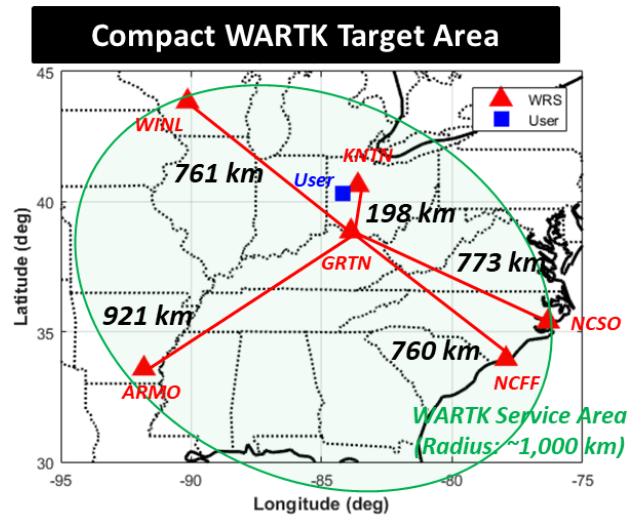 Compact WARTK Target Area
45
40
35
30
Latitude (deg)
-95
-90
-85
-80
-75
Longitude (deg)
WRS
User
WINL
KNTN
User
761 km
198 km
GRTN
773 km
921 km
NCSO
760 km
ARMO
NCFF
WARTK Service Area
(Radius: ~1,000 km)